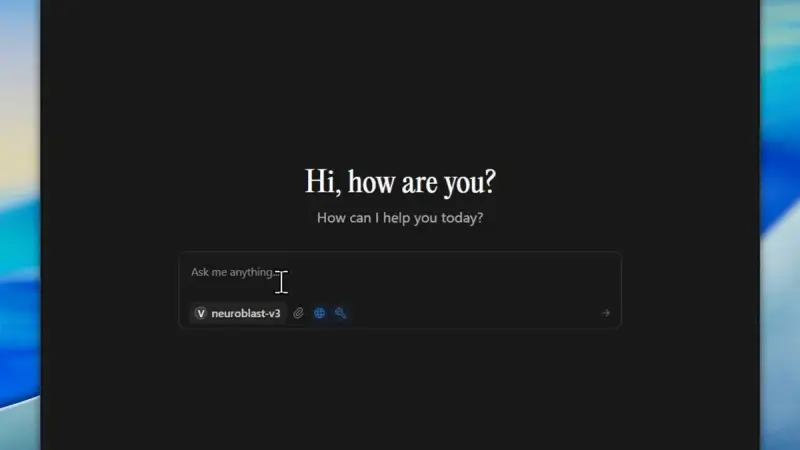 Hi, how are you?
How can I help you today?
Ask me anything...
V neuroblast-v3